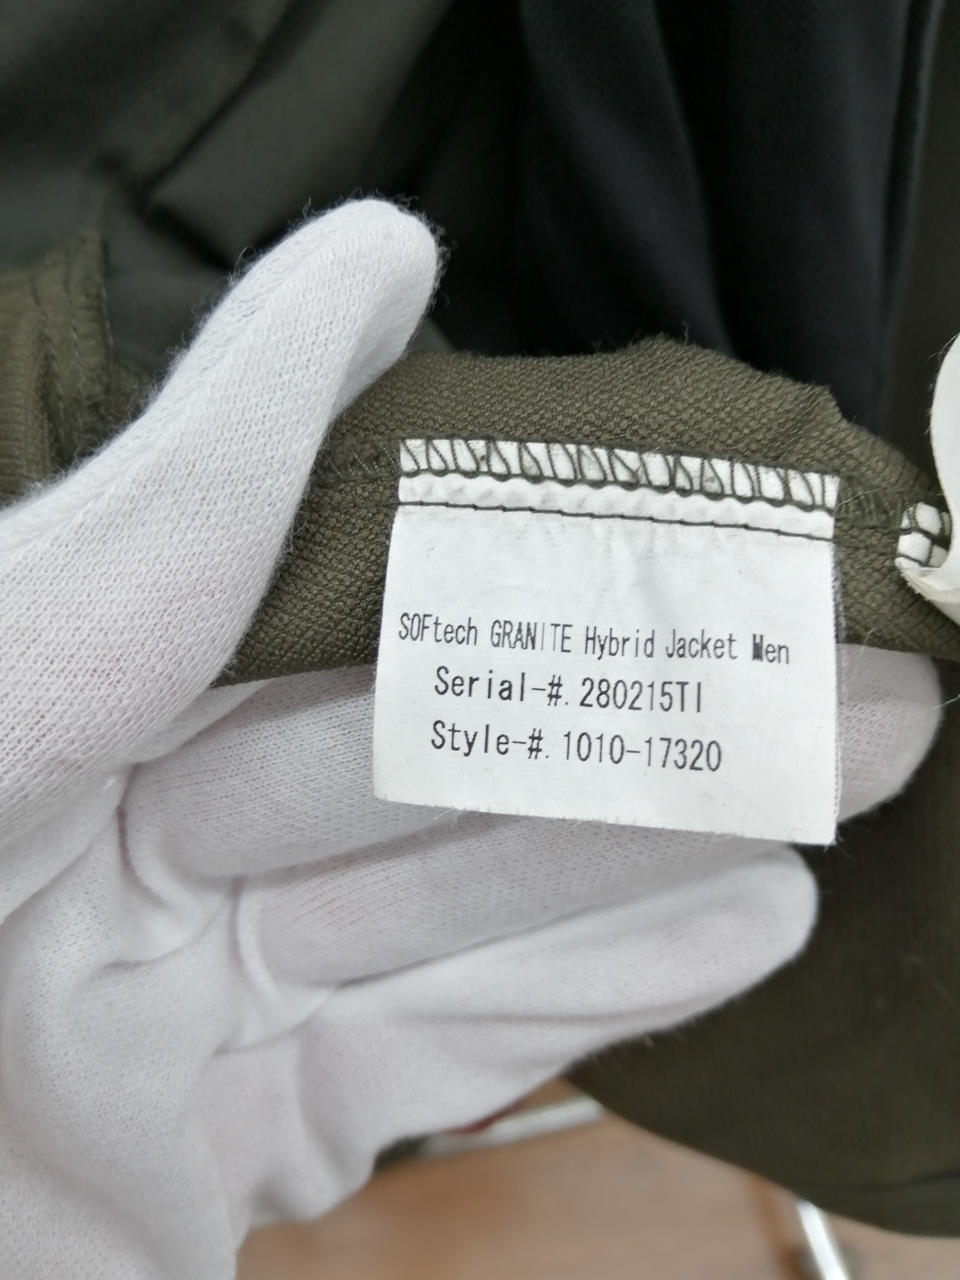 SOFtech GRANITE Hybrid Jacket Men
Serial-#. 280215TI
Style-#. 1010-17320